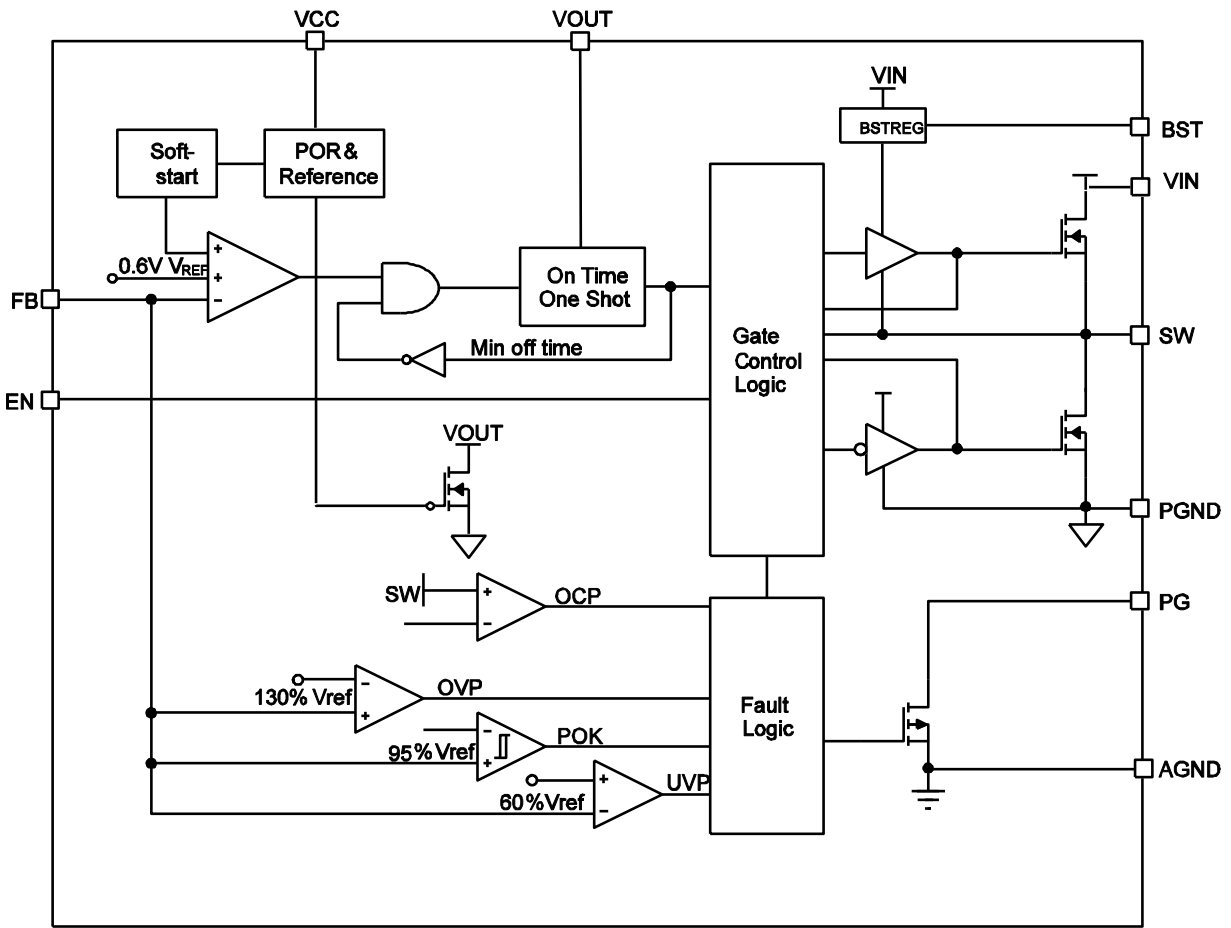 VCC
VOUT
VIN
BSTREG
BST
Soft-
start
POR &
Reference
VIN
+
0.6V VREF
+
FB
−
On Time
One Shot
Min off time
Gate
Control
Logic
SW
EN
VOUT
PGND
SW
+
−
OCP
PG
130% Vref
−
+
OVP
Fault
Logic
95% Vref
−
+
POK
AGND
60%Vref
+
−
UVP